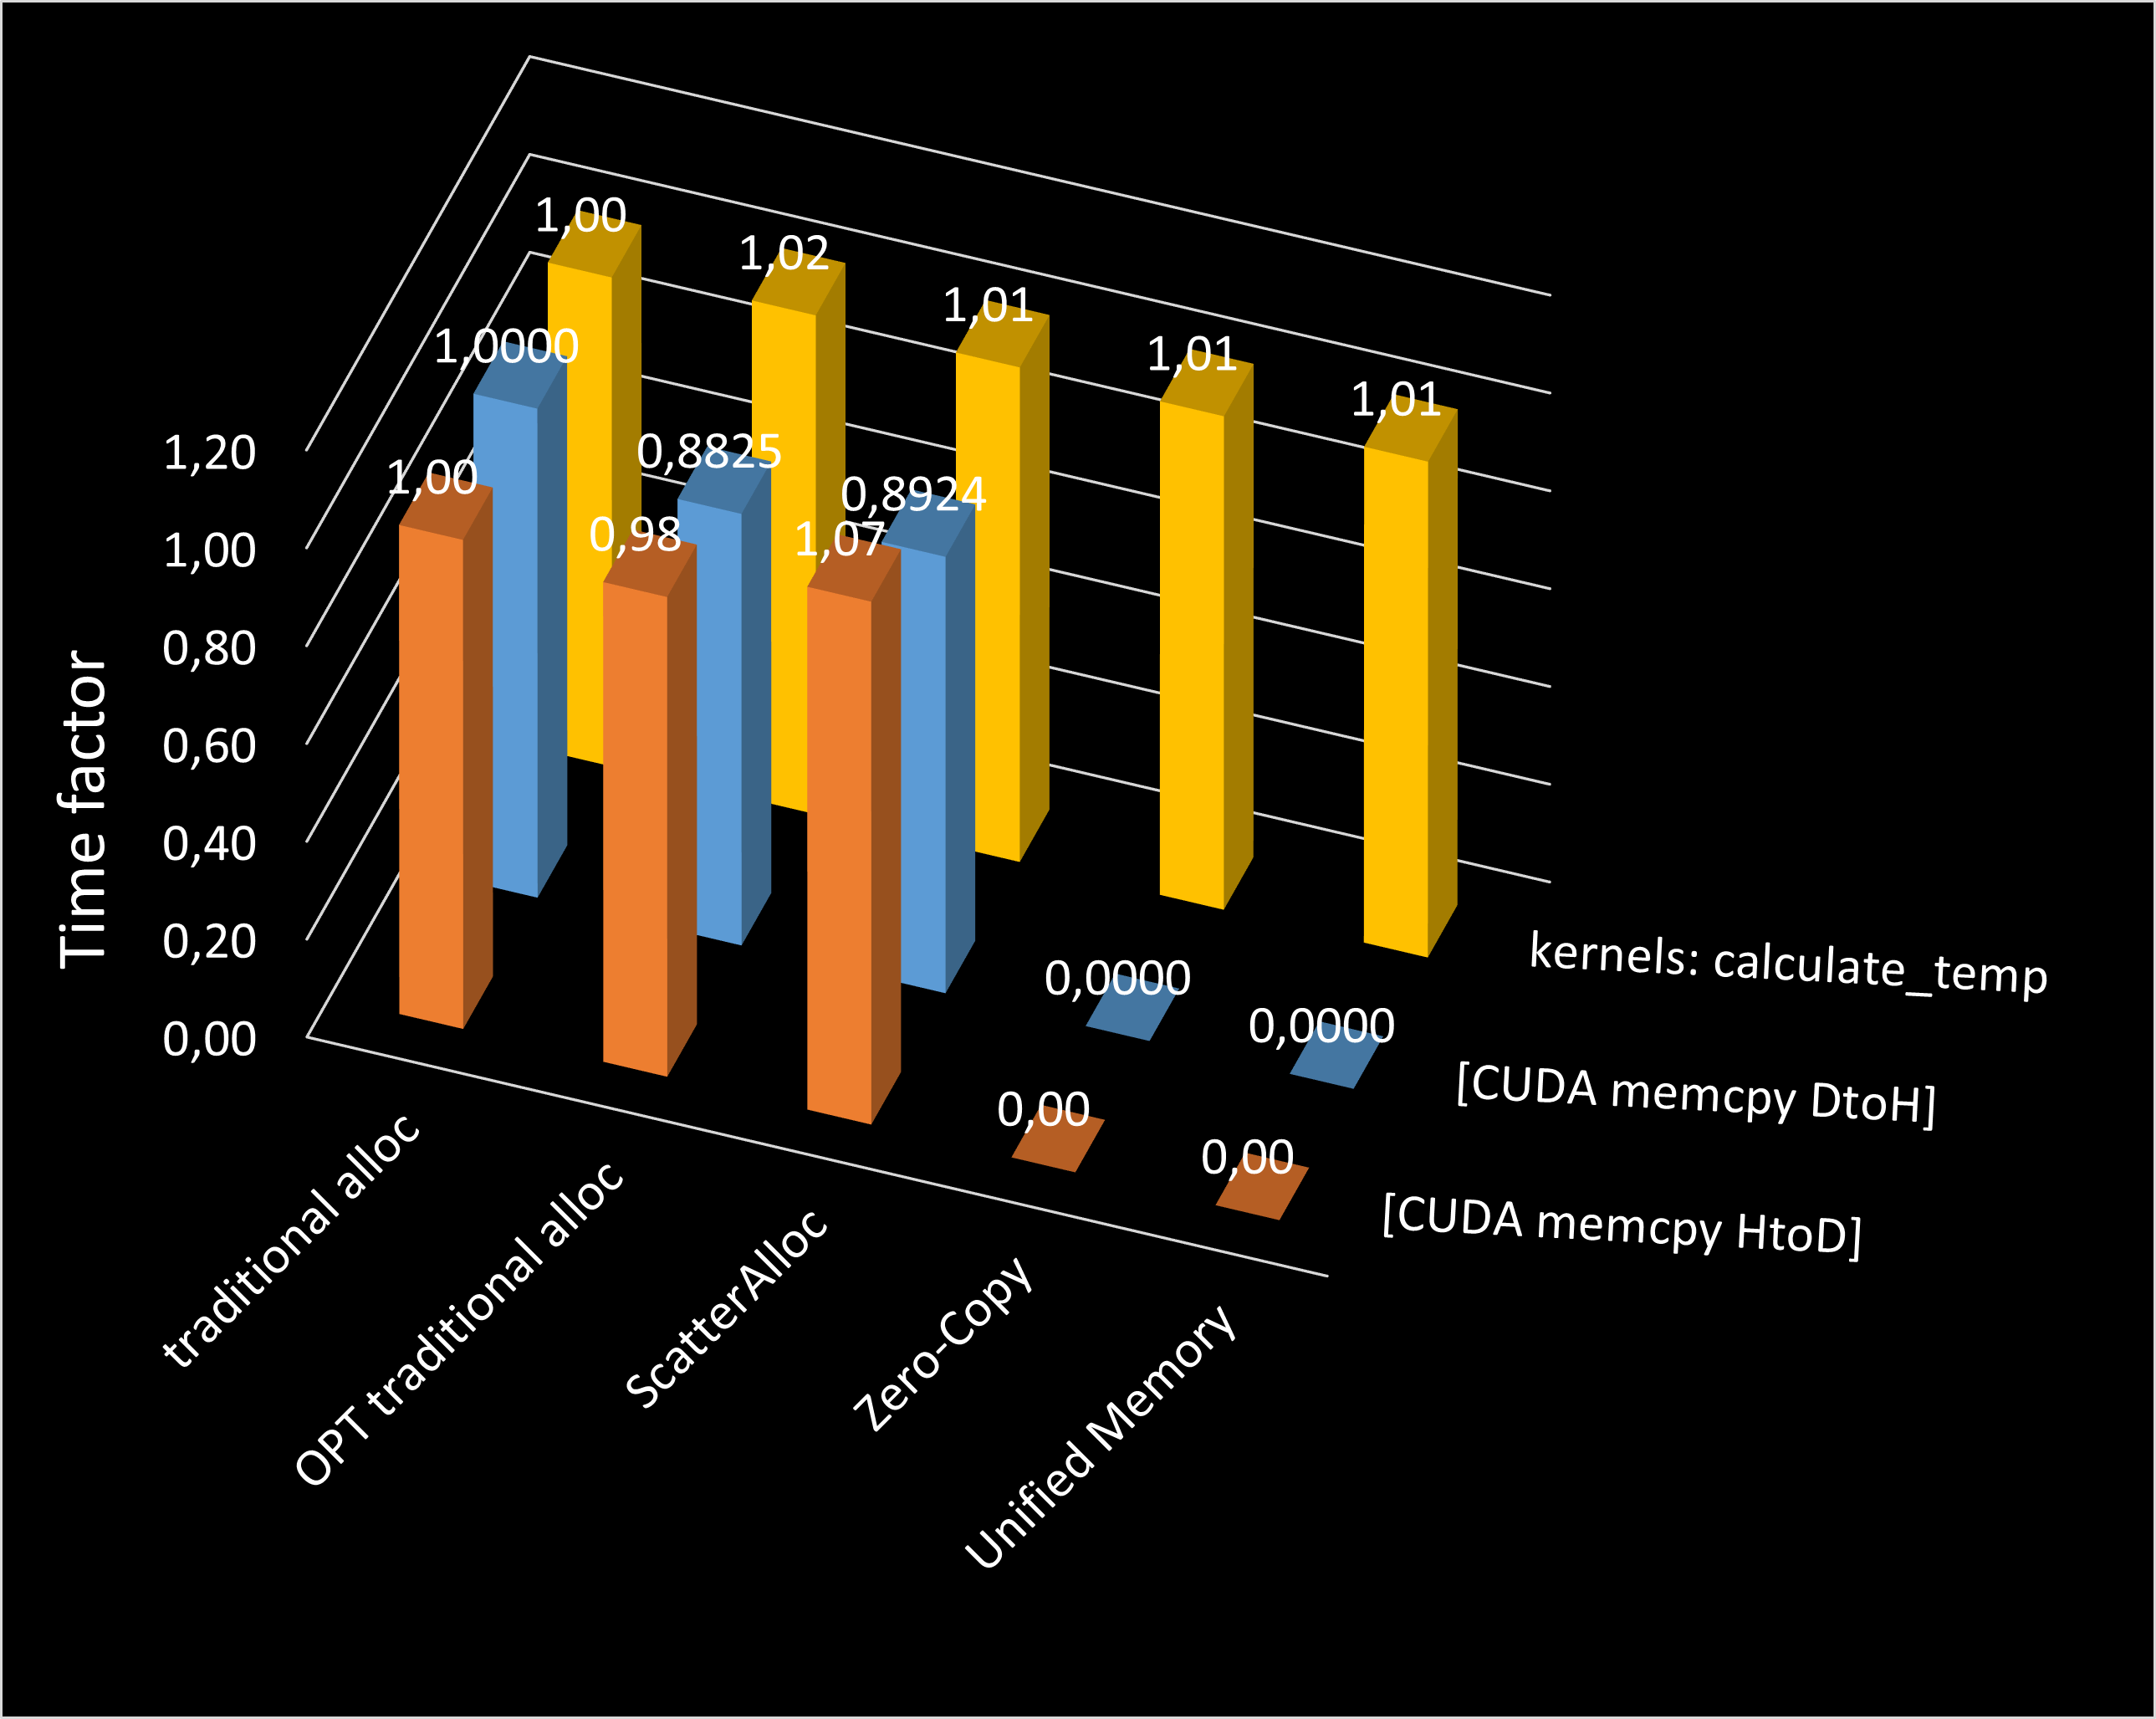 1,00
1,02
1,01
1,01
1,01
1,0000
0,8825
0,8924
0,0000
0,0000
1,00
0,98
1,07
0,00
0,00
1,20
1,00
0,80
0,60
0,40
0,20
0,00
Time factor
kernels: calculate_temp
[CUDA memcpy DtoH]
[CUDA memcpy HtoD]
traditional alloc
OPT traditional alloc
ScatterAlloc
Zero-Copy
Unified Memory